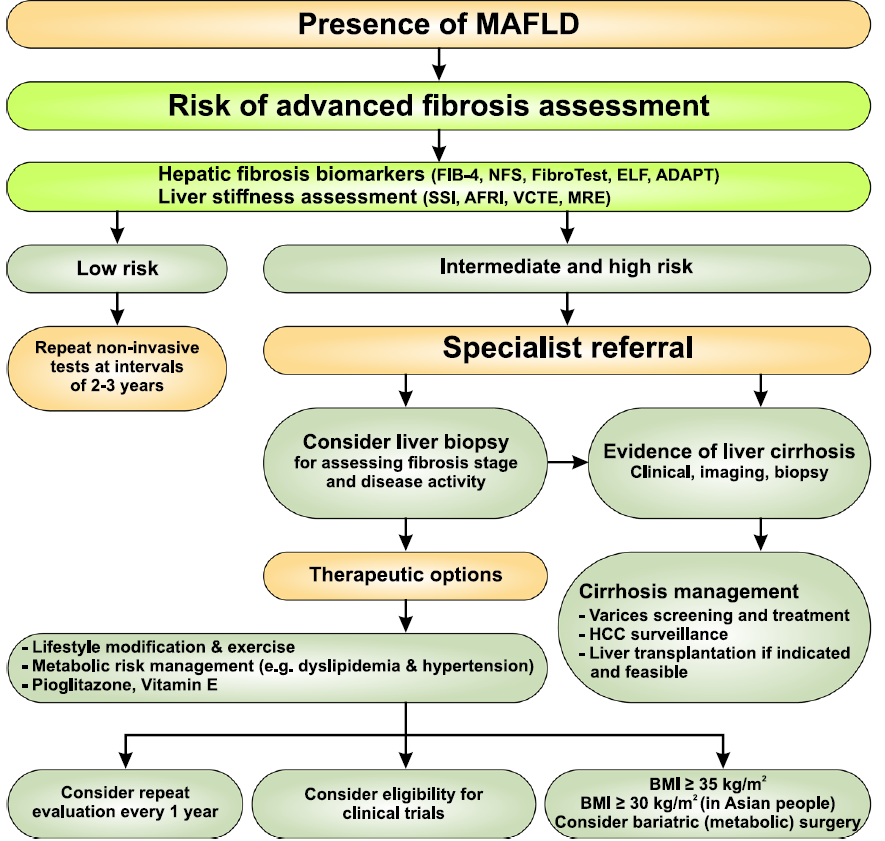 Presence of MAFLD
Risk of advanced fibrosis assessment
Hepatic fibrosis biomarkers (FIB-4, NFS, FibroTest, ELF, ADAPT)
Liver stiffness assessment (SSI, AFRI, VCTE, MRE)
Low risk
Intermediate and high risk
Repeat non-invasive
tests at intervals
of 2-3 years
Specialist referral
Consider liver biopsy
for assessing fibrosis stage
and disease activity
Evidence of liver cirrhosis
Clinical, imaging, biopsy
Therapeutic options
Cirrhosis management
- Varices screening and treatment
- HCC surveillance
- Liver transplantation if indicated
and feasible
- Lifestyle modification & exercise
- Metabolic risk management (e.g. dyslipidemia & hypertension)
- Pioglitazone, Vitamin E
Consider repeat
evaluation every 1 year
Consider eligibility for
clinical trials
BMI ≥ 35 kg/m²
BMI ≥ 30 kg/m² (in Asian people)
Consider bariatric (metabolic) surgery